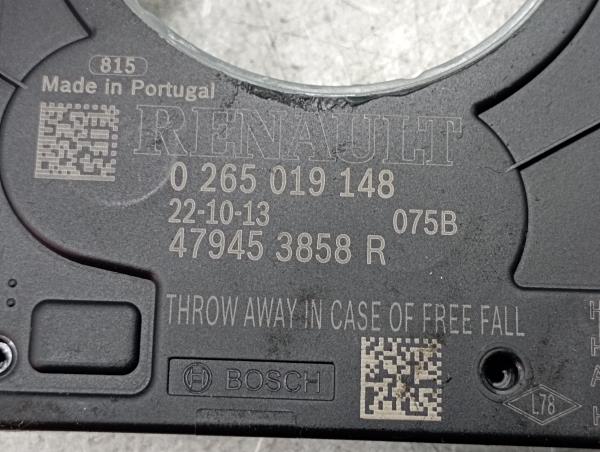 815
Made in Portugal
RENAULT
0 265 019 148
22-10-13 075B
47945 3858 R
THROW AWAY IN CASE OF FREE FALL
BOSCH
L78
H
H
A
H